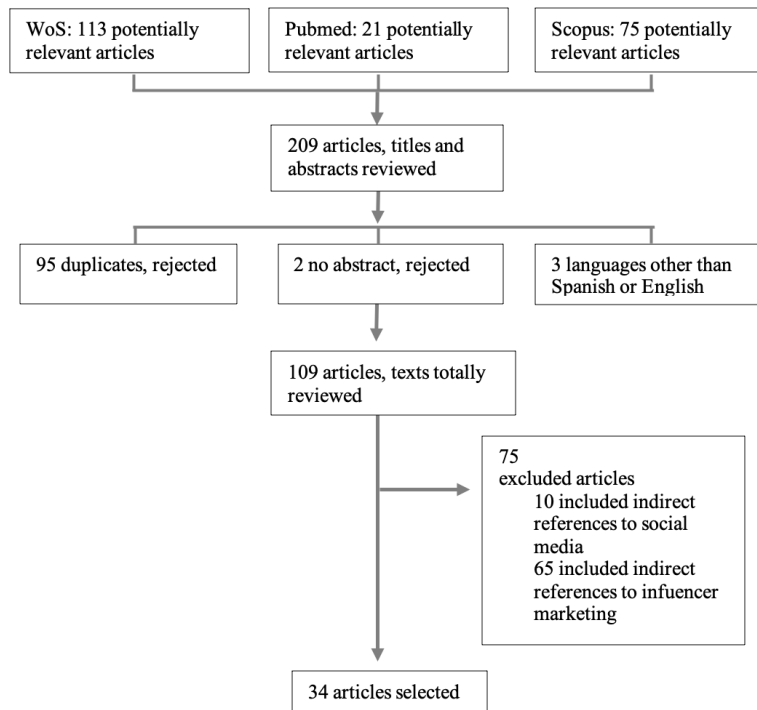 WoS: 113 potentially
relevant articles
Pubmed: 21 potentially
relevant articles
Scopus: 75 potentially
relevant articles
209 articles, titles and
abstracts reviewed
95 duplicates, rejected
2 no abstract, rejected
3 languages other than
Spanish or English
109 articles, texts totally
reviewed
75
excluded articles
10 included indirect
references to social
media
65 included indirect
references to infuencer
marketing
34 articles selected